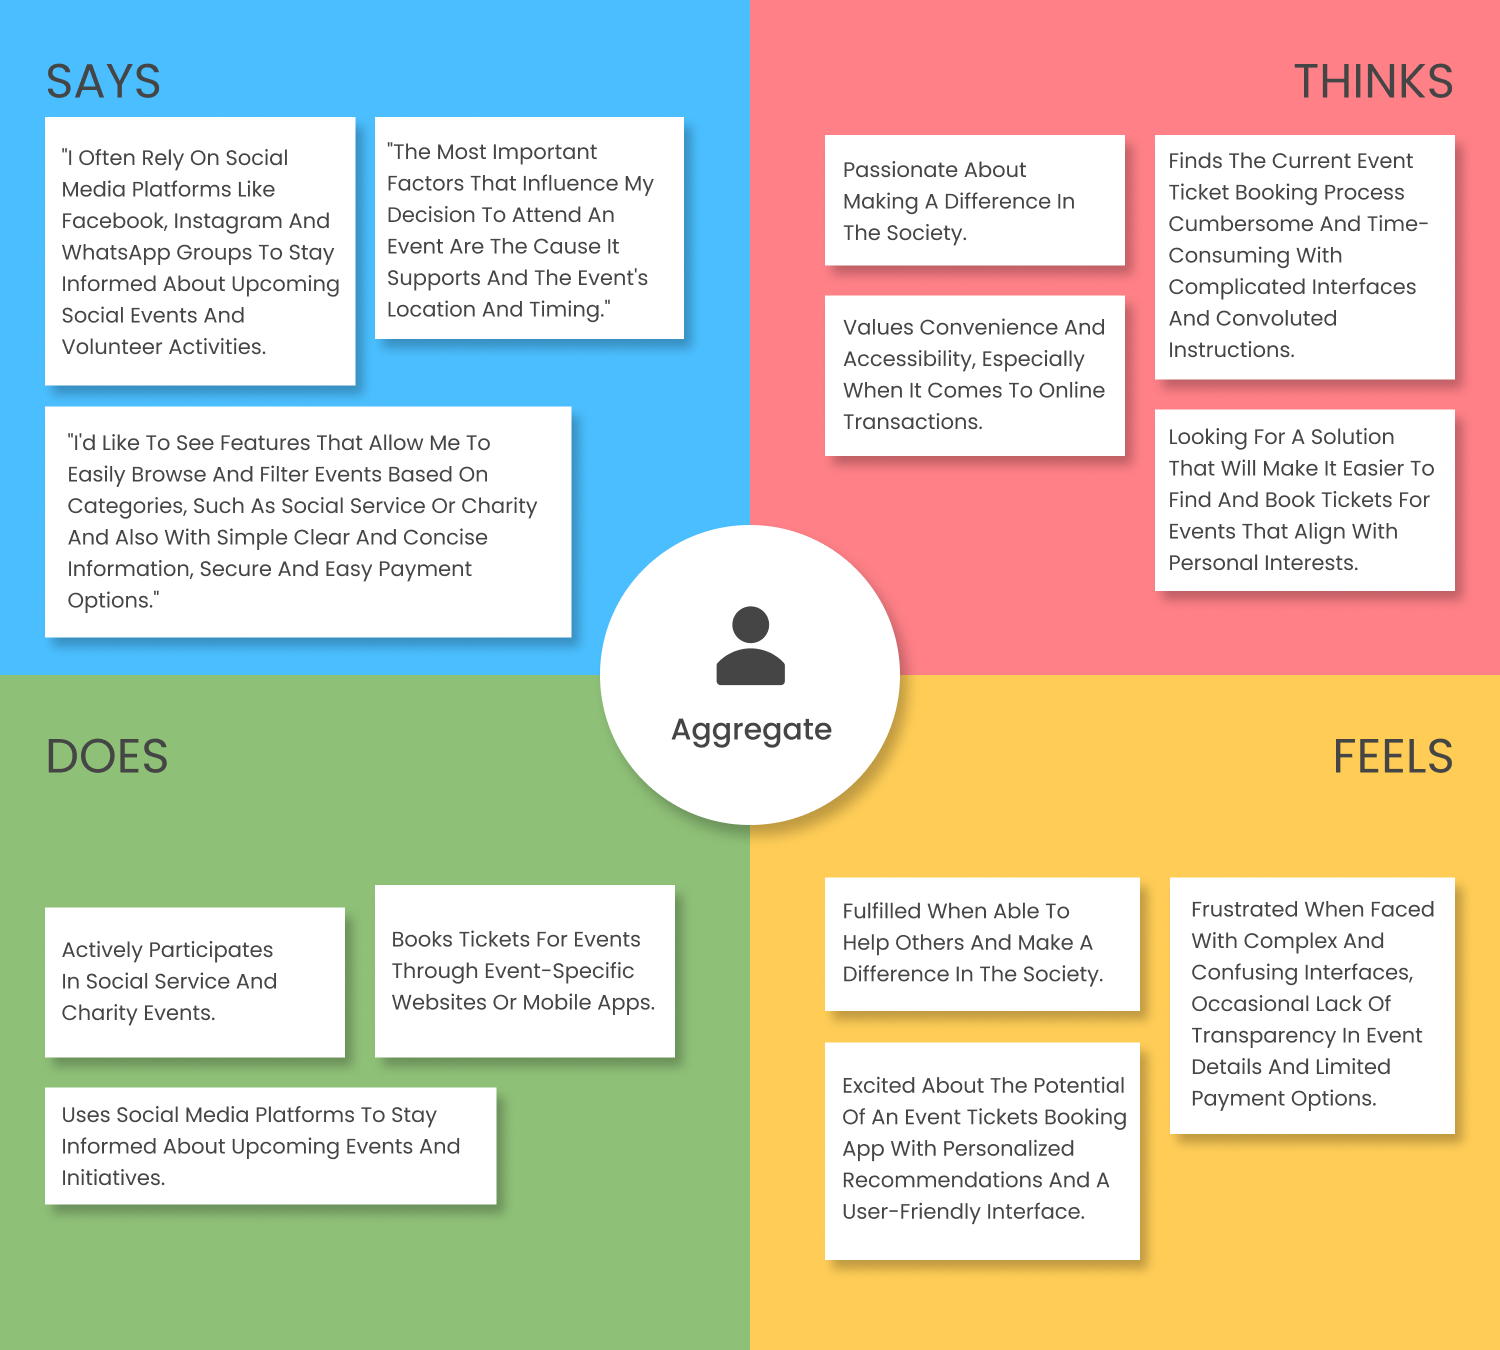 SAYS
"I Often Rely On Social
Media Platforms Like
Facebook, Instagram And
WhatsApp Groups To Stay
Informed About Upcoming
Social Events And
Volunteer Activities.
"The Most Important
Factors That Influence My
Decision To Attend An
Event Are The Cause It
Supports And The Event's
Location And Timing."
"I'd Like To See Features That Allow Me To
Easily Browse And Filter Events Based On
Categories, Such As Social Service Or Charity
And Also With Simple Clear And Concise
Information, Secure And Easy Payment
Options."
THINKS
Passionate About
Making A Difference In
The Society.
Values Convenience And
Accessibility, Especially
When It Comes To Online
Transactions.
Finds The Current Event
Ticket Booking Process
Cumbersome And Time-
Consuming With
Complicated Interfaces
And Convoluted
Instructions.
Looking For A Solution
That Will Make It Easier To
Find And Book Tickets For
Events That Align With
Personal Interests.
Aggregate
DOES
Actively Participates
In Social Service And
Charity Events.
Books Tickets For Events
Through Event-Specific
Websites Or Mobile Apps.
Uses Social Media Platforms To Stay
Informed About Upcoming Events And
Initiatives.
FEELS
Fulfilled When Able To
Help Others And Make A
Difference In The Society.
Excited About The Potential
Of An Event Tickets Booking
App With Personalized
Recommendations And A
User-Friendly Interface.
Frustrated When Faced
With Complex And
Confusing Interfaces,
Occasional Lack Of
Transparency In Event
Details And Limited
Payment Options.